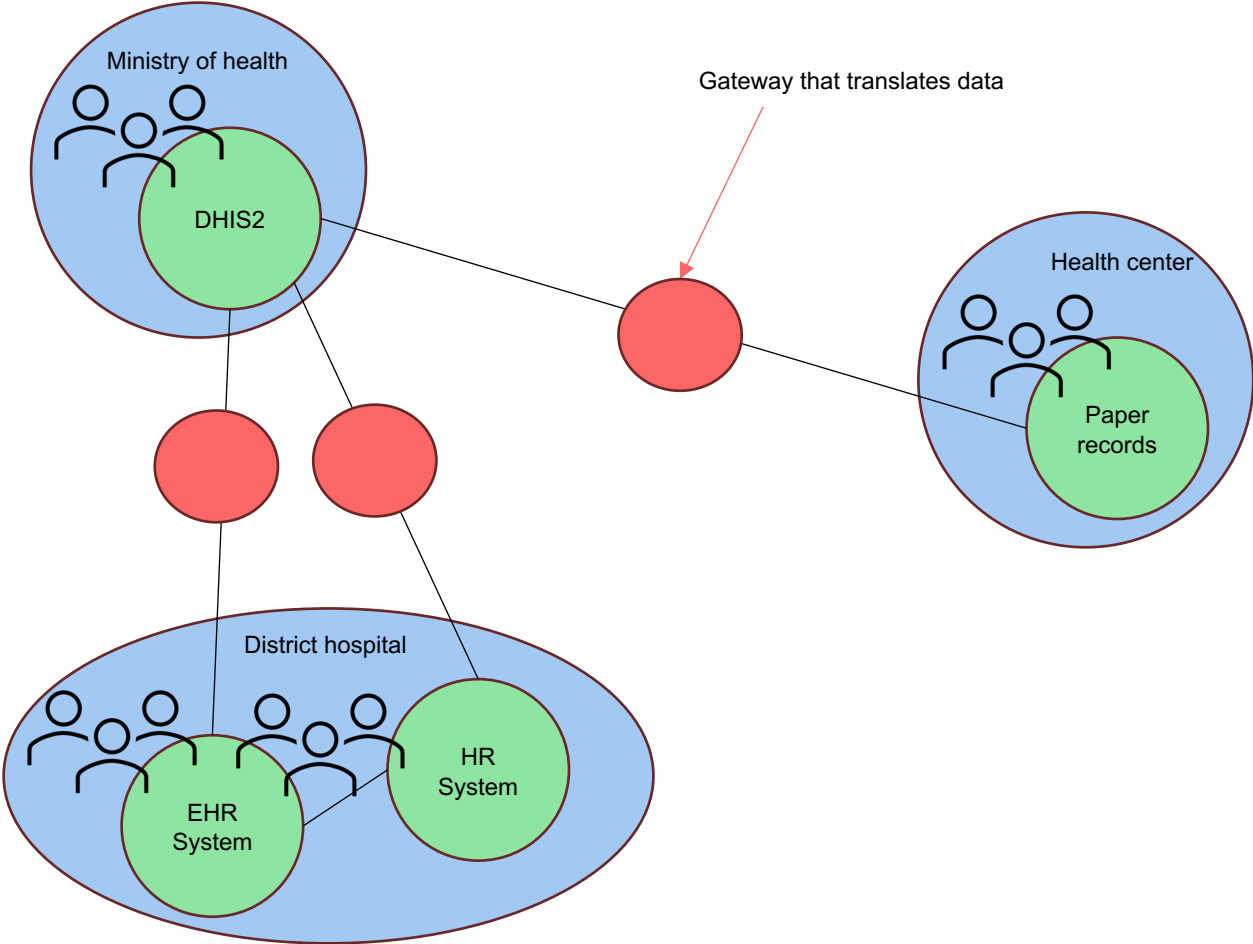 Ministry of health
Gateway that translates data
DHIS2
Health center
Paper
records
District hospital
HR
System
EHR
System